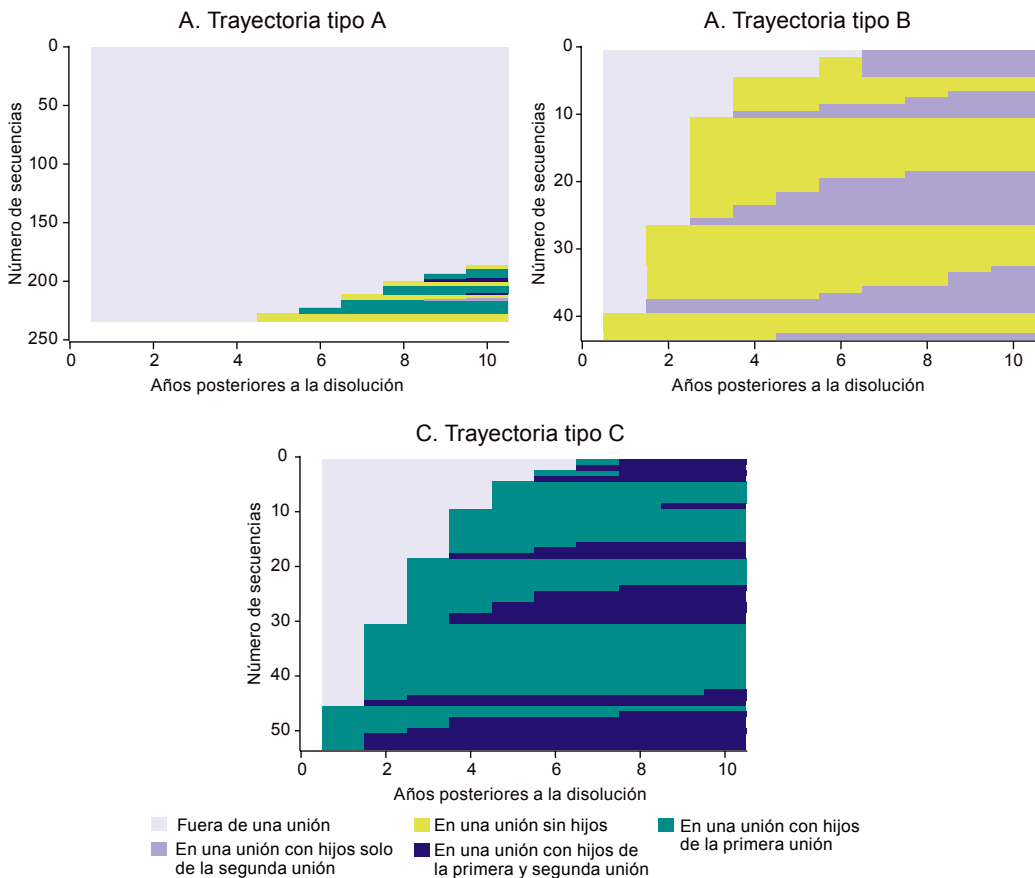 A. Trayectoria tipo A
Número de secuencias
0
50
100
150
200
250
0
2
4
6
8
10
Años posteriores a la disolución
A. Trayectoria tipo B
Número de secuencias
0
10
20
30
40
0
2
4
6
8
10
Años posteriores a la disolución
C. Trayectoria tipo C
Número de secuencias
0
10
20
30
40
50
0
2
4
6
8
10
Años posteriores a la disolución
Fuera de una unión
En una unión con hijos solo
de la segunda unión
En una unión sin hijos
En una unión con hijos de
la primera y segunda unión
En una unión con hijos
de la primera unión